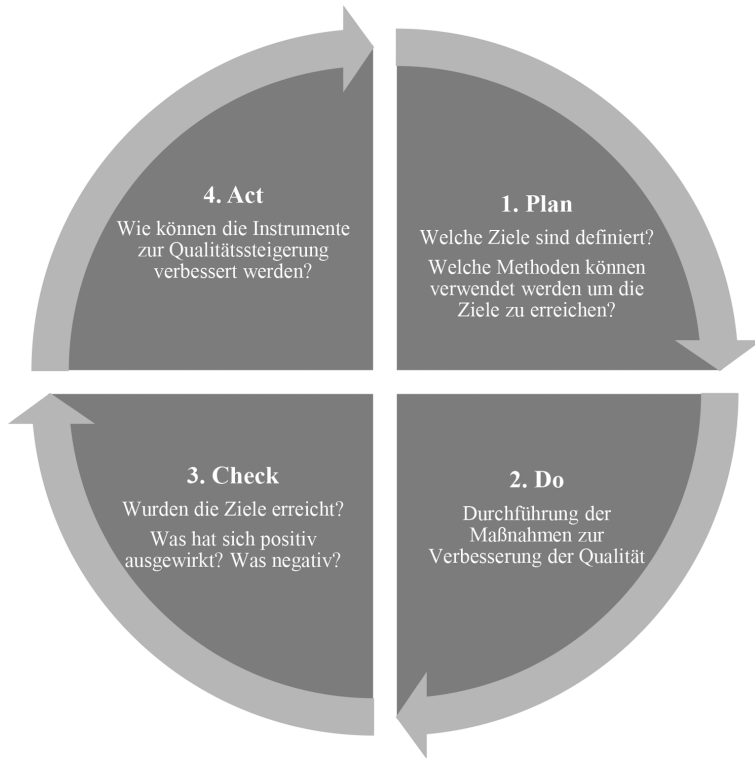 1. Plan
Welche Ziele sind definiert?
Welche Methoden können
verwendet werden um die
Ziele zu erreichen?
2. Do
Durchführung der
Maßnahmen zur
Verbesserung der Qualität
3. Check
Wurden die Ziele erreicht?
Was hat sich positiv
ausgewirkt? Was negativ?
4. Act
Wie können die Instrumente
zur Qualitätssteigerung
verbessert werden?